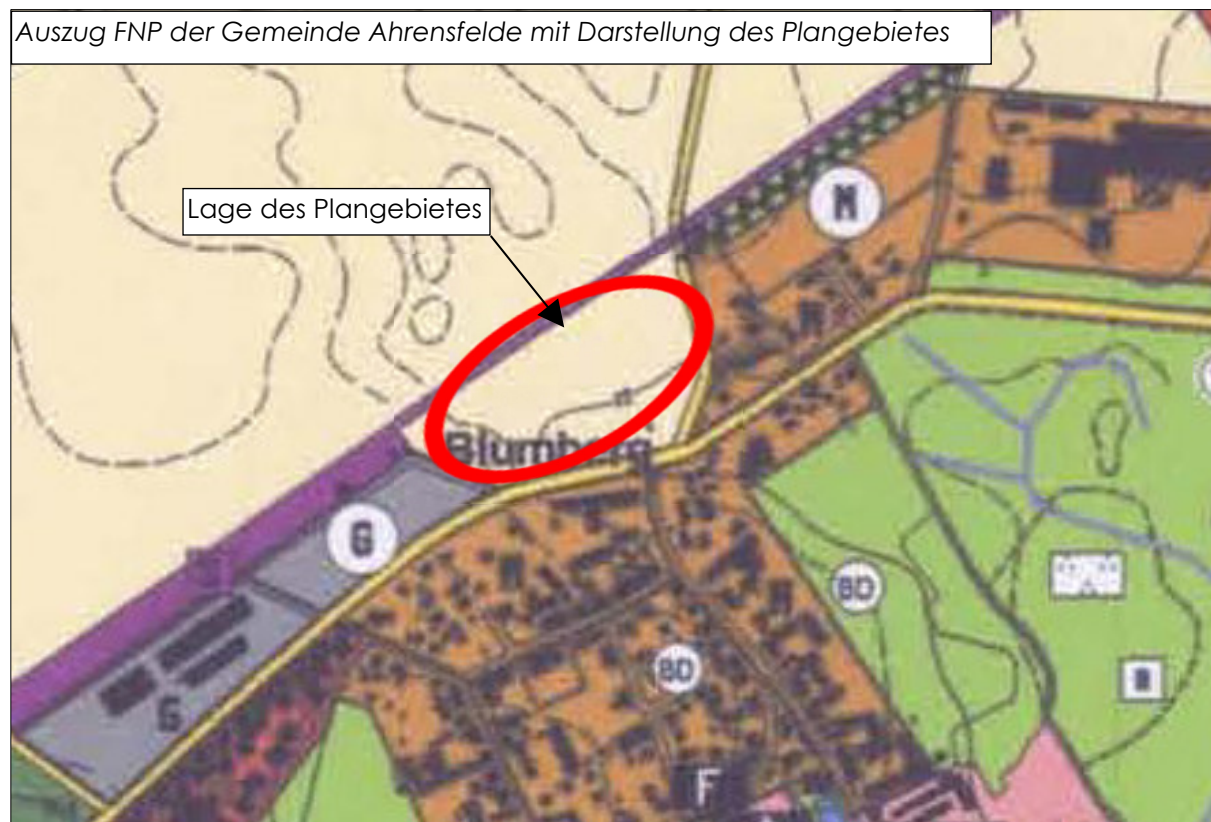 Auszug FNP der Gemeinde Ahrensfelde mit Darstellung des Plangebietes
M
Lage des Plangebietes
Blumberg
G
BD
BD
G
F